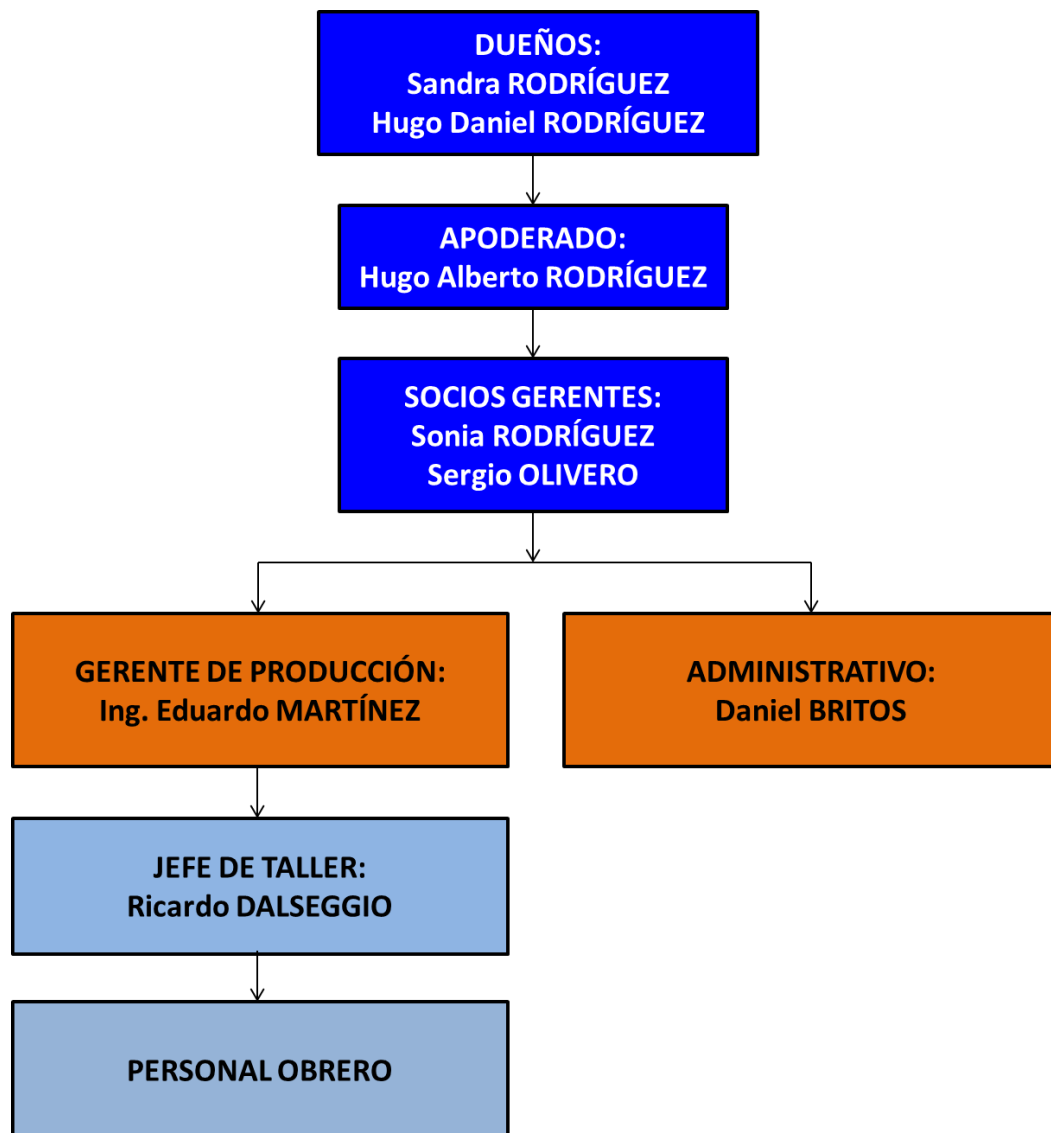 DUEÑOS:
Sandra RODRÍGUEZ
Hugo Daniel RODRÍGUEZ
APODERADO:
Hugo Alberto RODRÍGUEZ
SOCIOS GERENTES:
Sonia RODRÍGUEZ
Sergio OLIVERO
GERENTE DE PRODUCCIÓN:
Ing. Eduardo MARTÍNEZ
ADMINISTRATIVO:
Daniel BRITOS
JEFE DE TALLER:
Ricardo DALSEGGIO
PERSONAL OBRERO